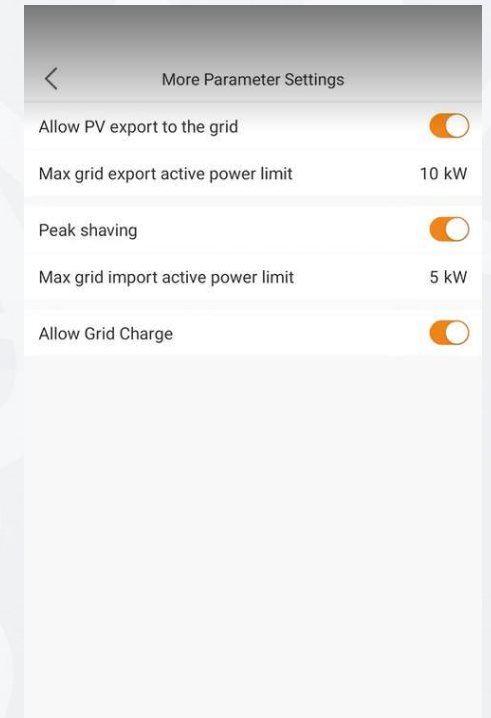 More Parameter Settings
Allow PV export to the grid
Max grid export active power limit 10 kW
Peak shaving
Max grid import active power limit 5 kW
Allow Grid Charge